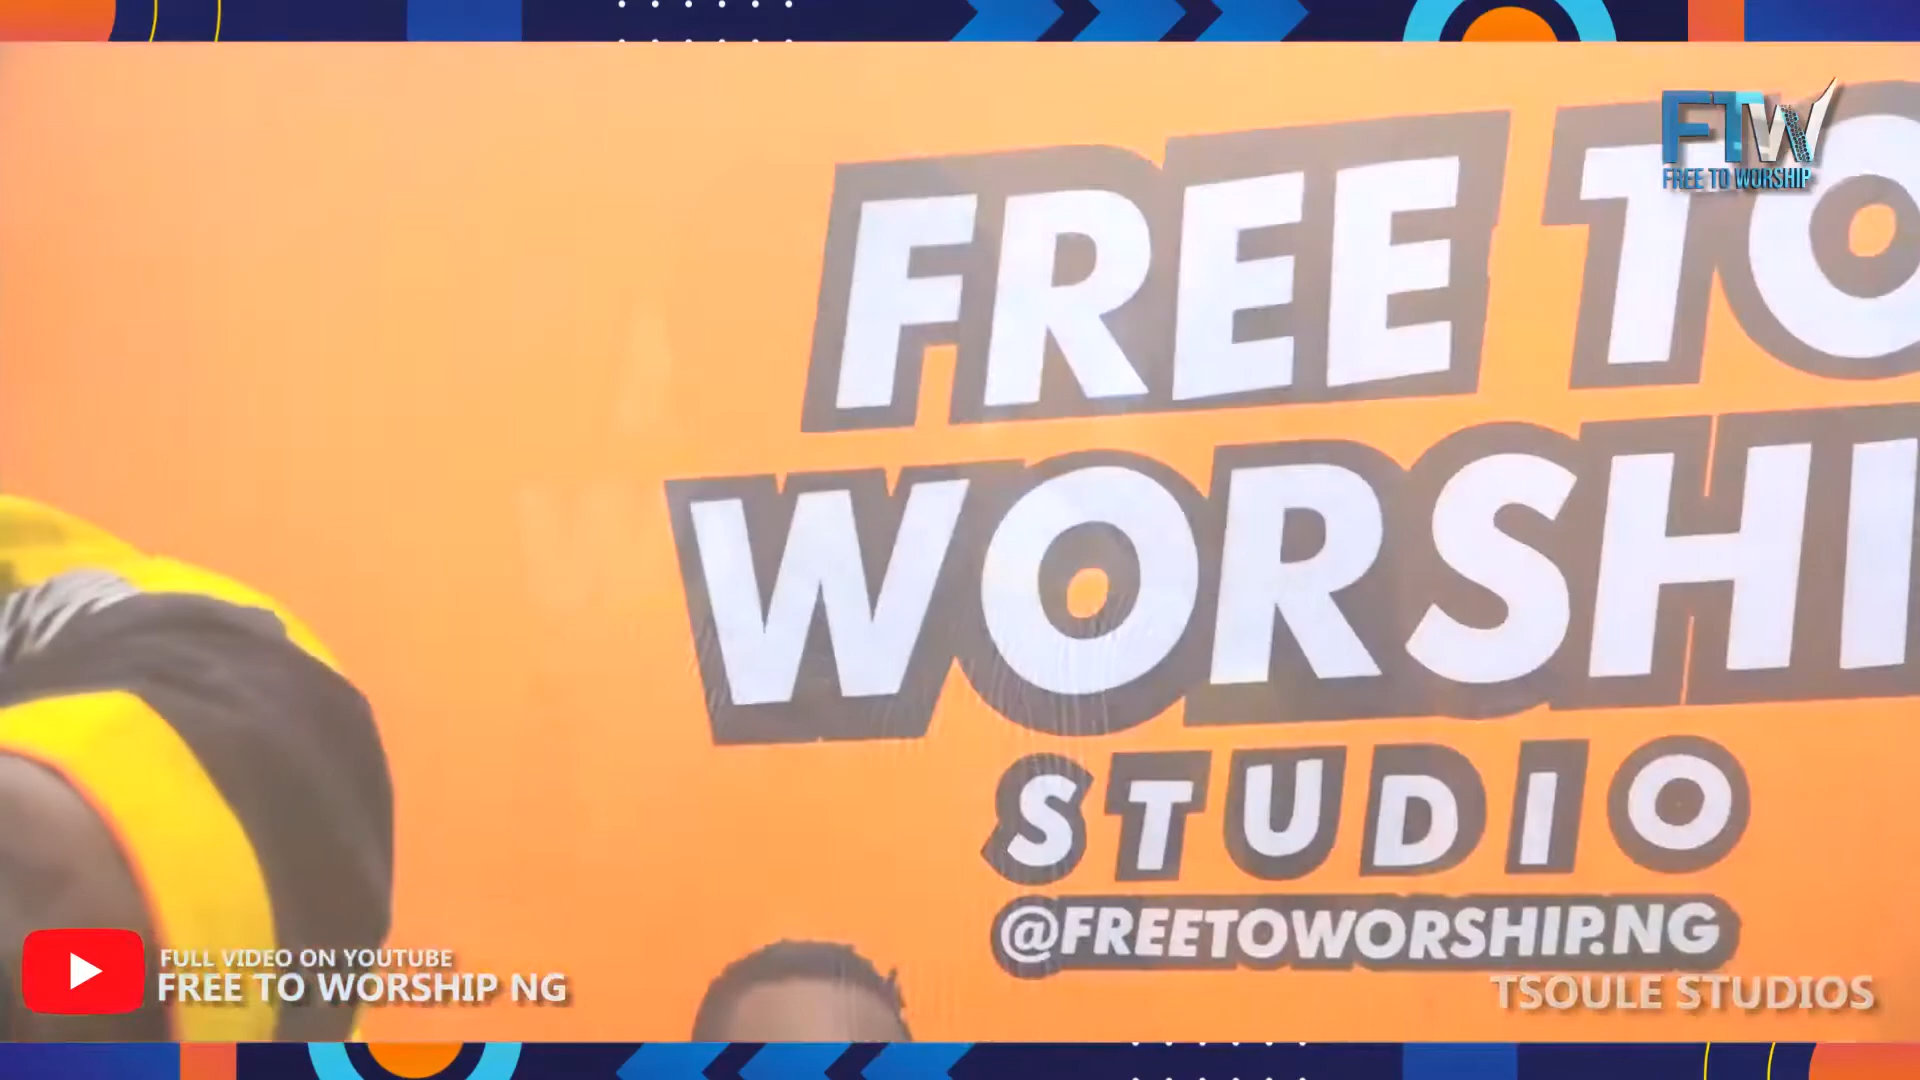 FTW
FREE TO WORSHIP
FREE TO
WORSHI
STUDIO
@FREETOWORSHIP.NG
FULL VIDEO ON YOUTUBE
FREE TO WORSHIP NG
TSOULE STUDIOS